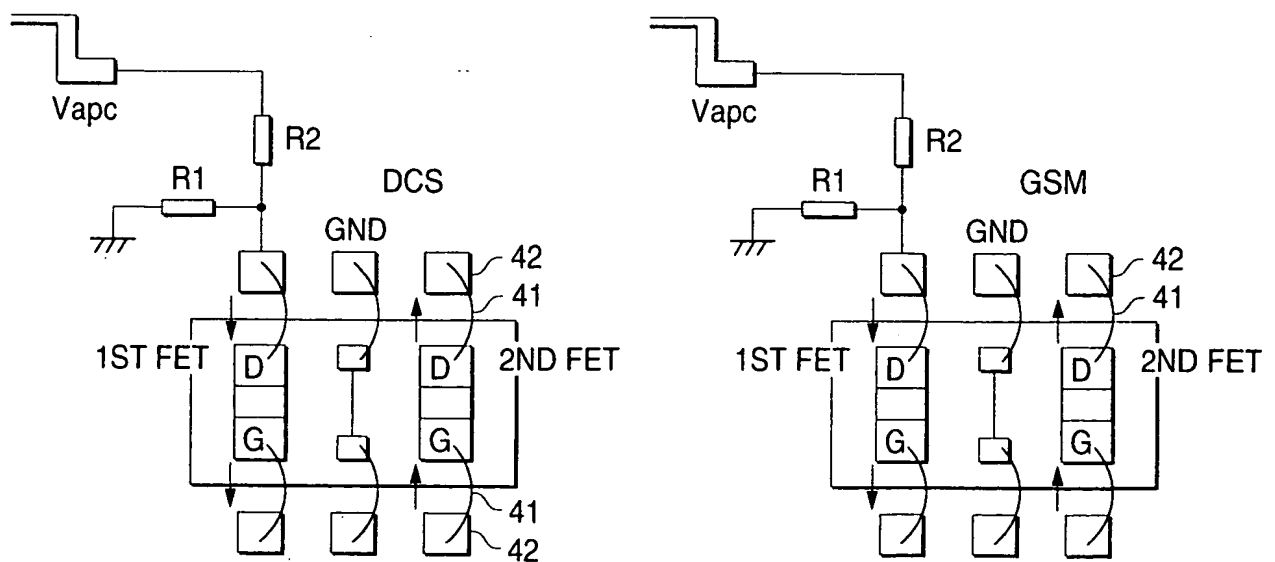 Vapc
R2
R1
DCS
GND
42
41
1ST FET
D
D
2ND FET
G
G
41
42
Vapc
R2
R1
GSM
GND
42
41
1ST FET
D
D
2ND FET
G
G